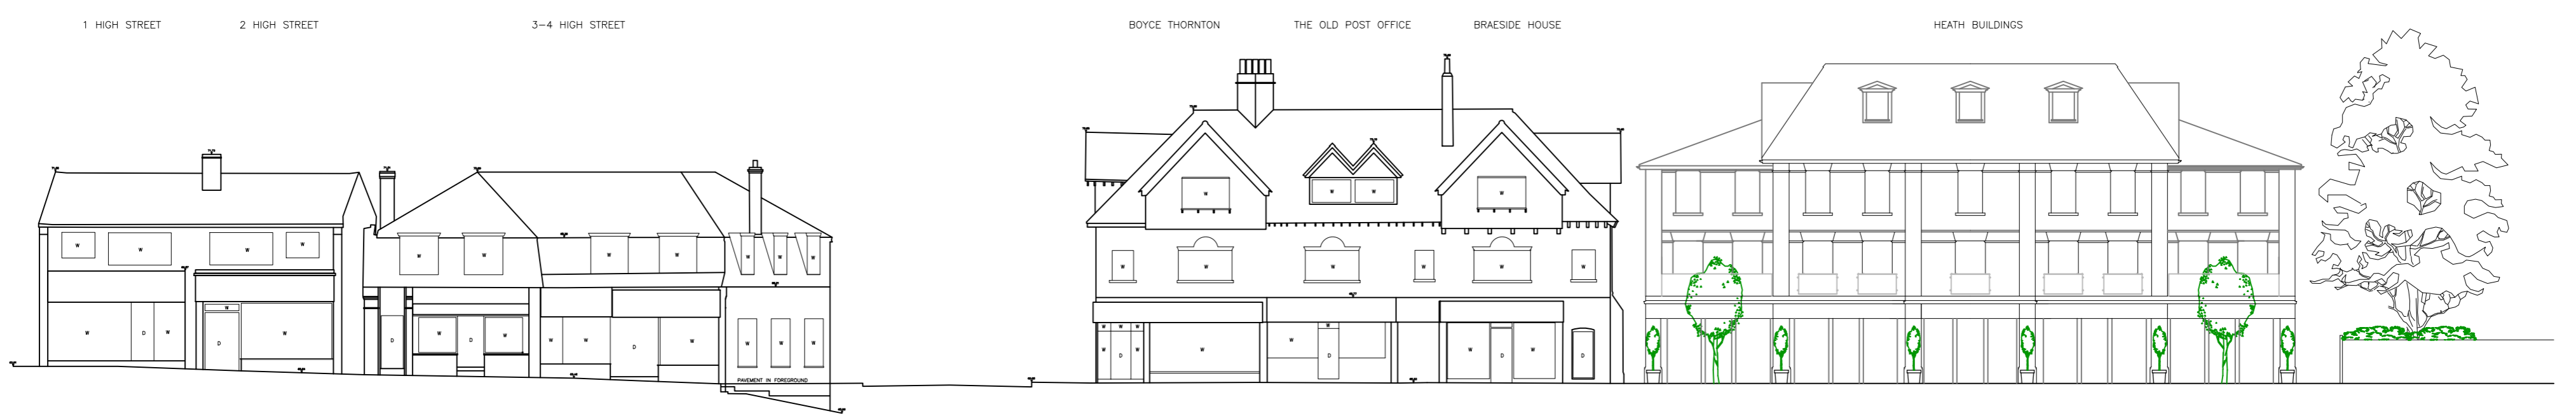 1 HIGH STREET
2 HIGH STREET
3-4 HIGH STREET
BOYCE THORNTON
THE OLD POST OFFICE
BRAESIDE HOUSE
HEATH BUILDINGS
W W W W
W W W W W W W
W W W W
W W W W W W
W D W
W
D W
D
W D W
W W D W
W W W
W W W
W D W
W
W
W D
W D W
D
PAVEMENT IN FOREGROUND